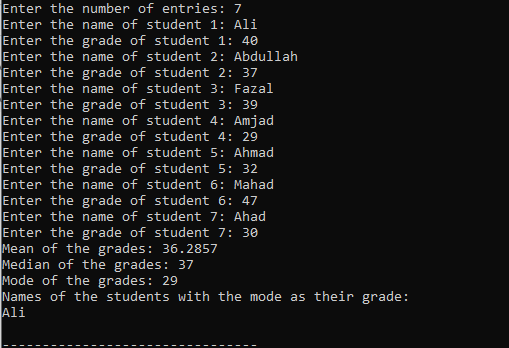 Enter the number of entries: 7
Enter the name of student 1: Ali
Enter the grade of student 1: 40
Enter the name of student 2: Abdullah
Enter the grade of student 2: 37
Enter the name of student 3: Fazal
Enter the grade of student 3: 39
Enter the name of student 4: Amjad
Enter the grade of student 4: 29
Enter the name of student 5: Ahmad
Enter the grade of student 5: 32
Enter the name of student 6: Mahad
Enter the grade of student 6: 47
Enter the name of student 7: Ahad
Enter the grade of student 7: 30
Mean of the grades: 36.2857
Median of the grades: 37
Mode of the grades: 29
Names of the students with the mode as their grade:
Ali
--------------------------------